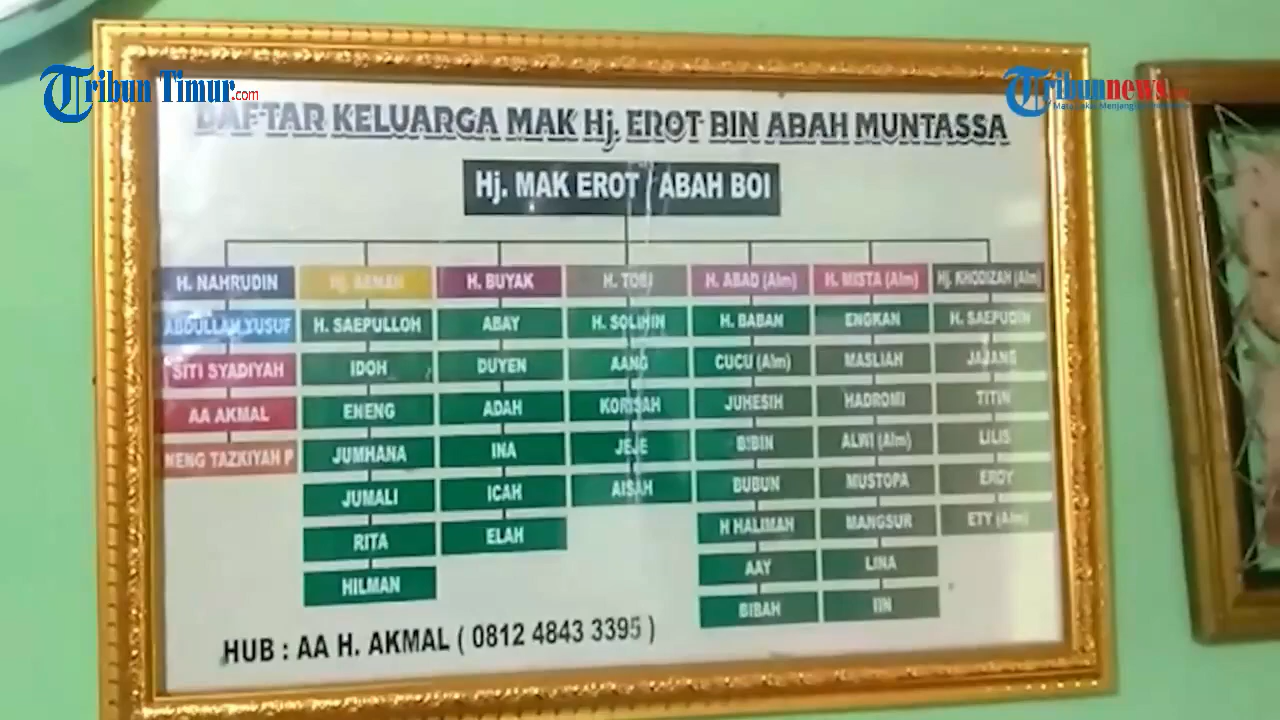 Tribun Timur.com
Tribunnews
DAFTAR KELUARGA MAK Hj. EROT BIN ABAH MUNTASSA
Hj. MAK EROT / ABAH BOI
H. NAHRUDIN Hj. H. BUYAK H. TOBI H. ABAD (Alm) H. MISTA (Alm) Hj. KHODIZAH (Alm)
ABDULLAH YUSUF H. SAEPULLOH ABAY H. SOLIHIN H. BABAN ENGKAN H. SAEPUDIN
SITI SYADIYAH IDOH DUYEN AANG CUCU (Alm) MASLIAH JAJANG
AA AKMAL ENENG ADAH KORISAH JUHESIH HADROMI TITIN
NENG TAZKIYAH P JUMHANA INA JEJE BIBIN ALWI (Alm) LILIS
JUMALI ICAH AISAH BUBUN MUSTOPA
RITA ELAH H HALIMAH MANGSUR ETY (Alm)
HILMAN AAY LINA
BIBAH IIN
HUB : AA H. AKMAL ( 0812 4843 3395 )